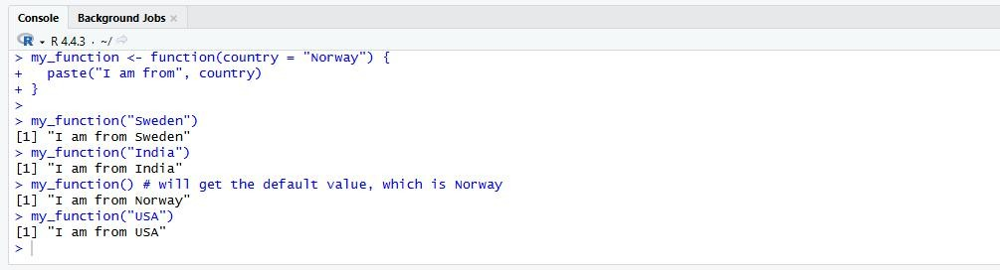 Console Background Jobs ×
R R 4.4.3 · ~/
> my_function <- function(country = "Norway") {
+   paste("I am from", country)
+ }
>
> my_function("Sweden")
[1] "I am from Sweden"
> my_function("India")
[1] "I am from India"
> my_function() # will get the default value, which is Norway
[1] "I am from Norway"
> my_function("USA")
[1] "I am from USA"
>